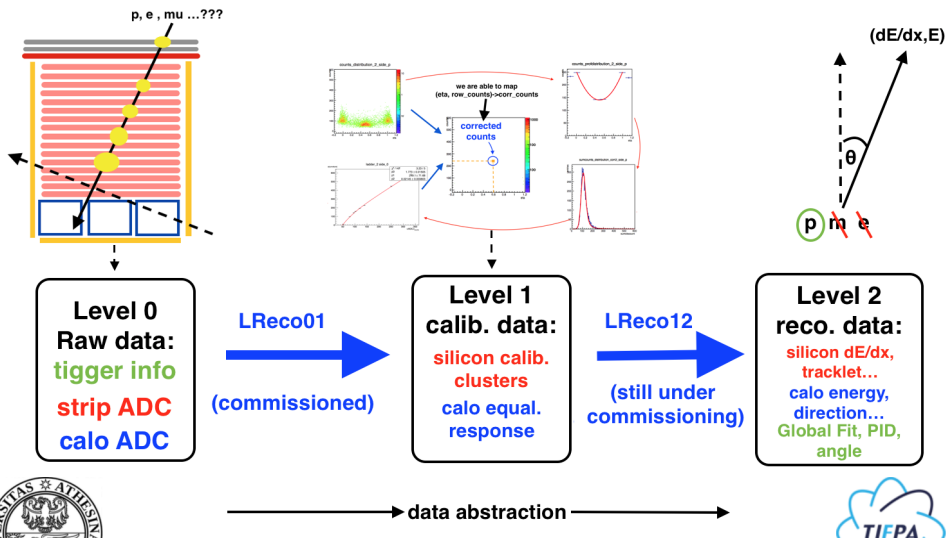 p, e , mu ...???
(dE/dx,E)
counts_distribution_2_side_p
we are able to map
(eta, row_counts)->corr_counts
corrected
counts
θ
p m e
Level 0
Raw data:
tigger info
strip ADC
calo ADC
LReco01
(commissioned)
Level 1
calib. data:
silicon calib.
clusters
calo equal.
response
LReco12
(still under
commissioning)
Level 2
reco. data:
silicon dE/dx,
tracklet...
calo energy,
direction...
Global Fit, PID,
angle
data abstraction
TIFPA